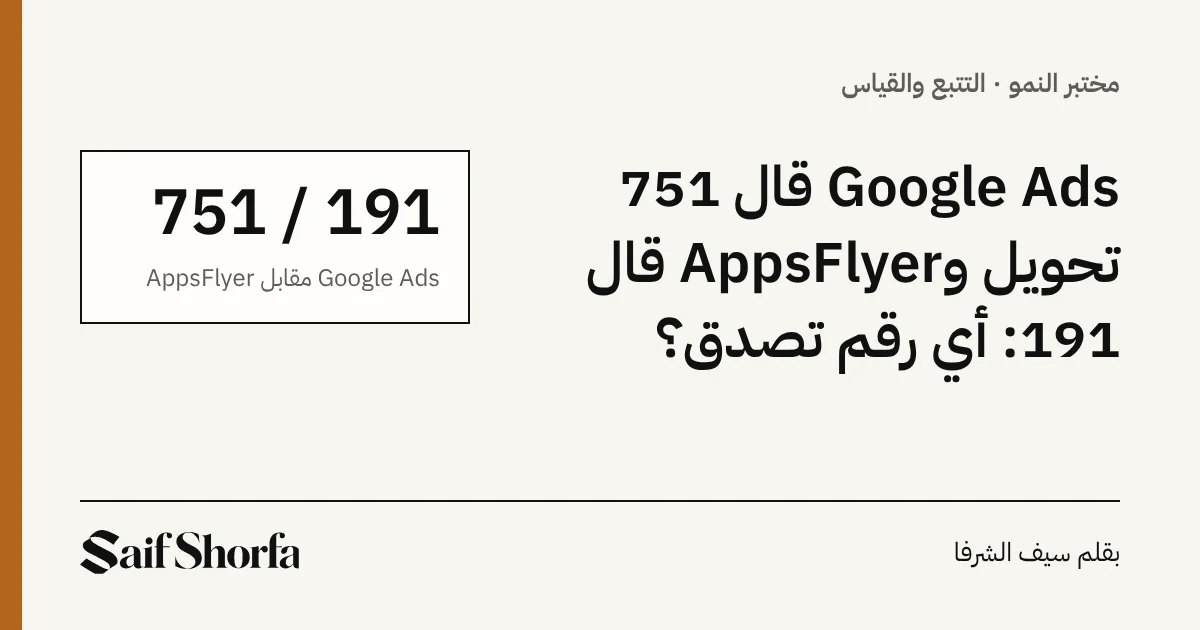 مختبر النمو · التتبع والقياس
Google Ads قال 751
تحويل وAppsFlyer قال
191: أي رقم تصدق؟
751 / 191
Google Ads مقابل AppsFlyer
بقلم سيف الشرفا
Saif Shorfa